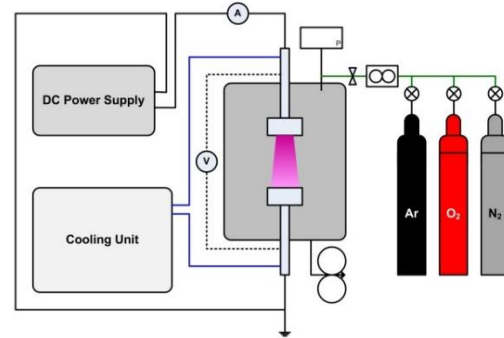 A
P
DC Power Supply
V
Cooling Unit
Ar
O₂
N₂